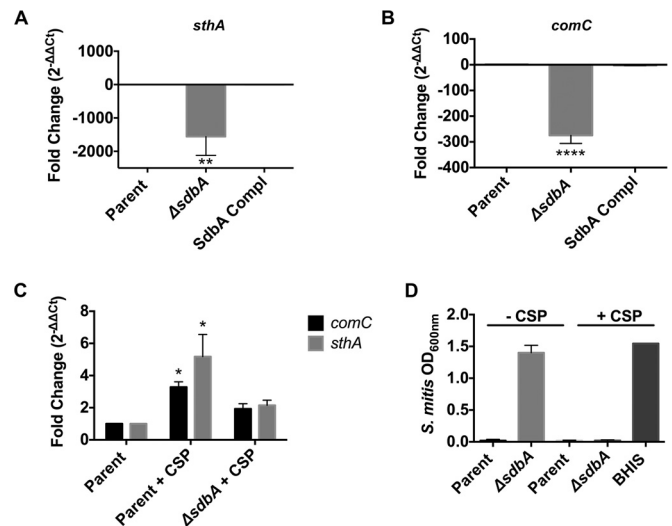 A
sthA
Fold Change (2-ΔΔCt)
1000
0
-1000
-2000
**
Parent
ΔsdbA
SdbA Compl
B
comC
Fold Change (2-ΔΔCt)
0
-100
-200
-300
-400
****
Parent
ΔsdbA
SdbA Compl
C
Fold Change (2-ΔΔCt)
8
6
4
2
0
*
*
comC
sthA
Parent
Parent + CSP
ΔsdbA + CSP
D
- CSP
+ CSP
S. mitis OD600nm
2.0
1.5
1.0
0.5
0.0
Parent
ΔsdbA
Parent
ΔsdbA
BHIS